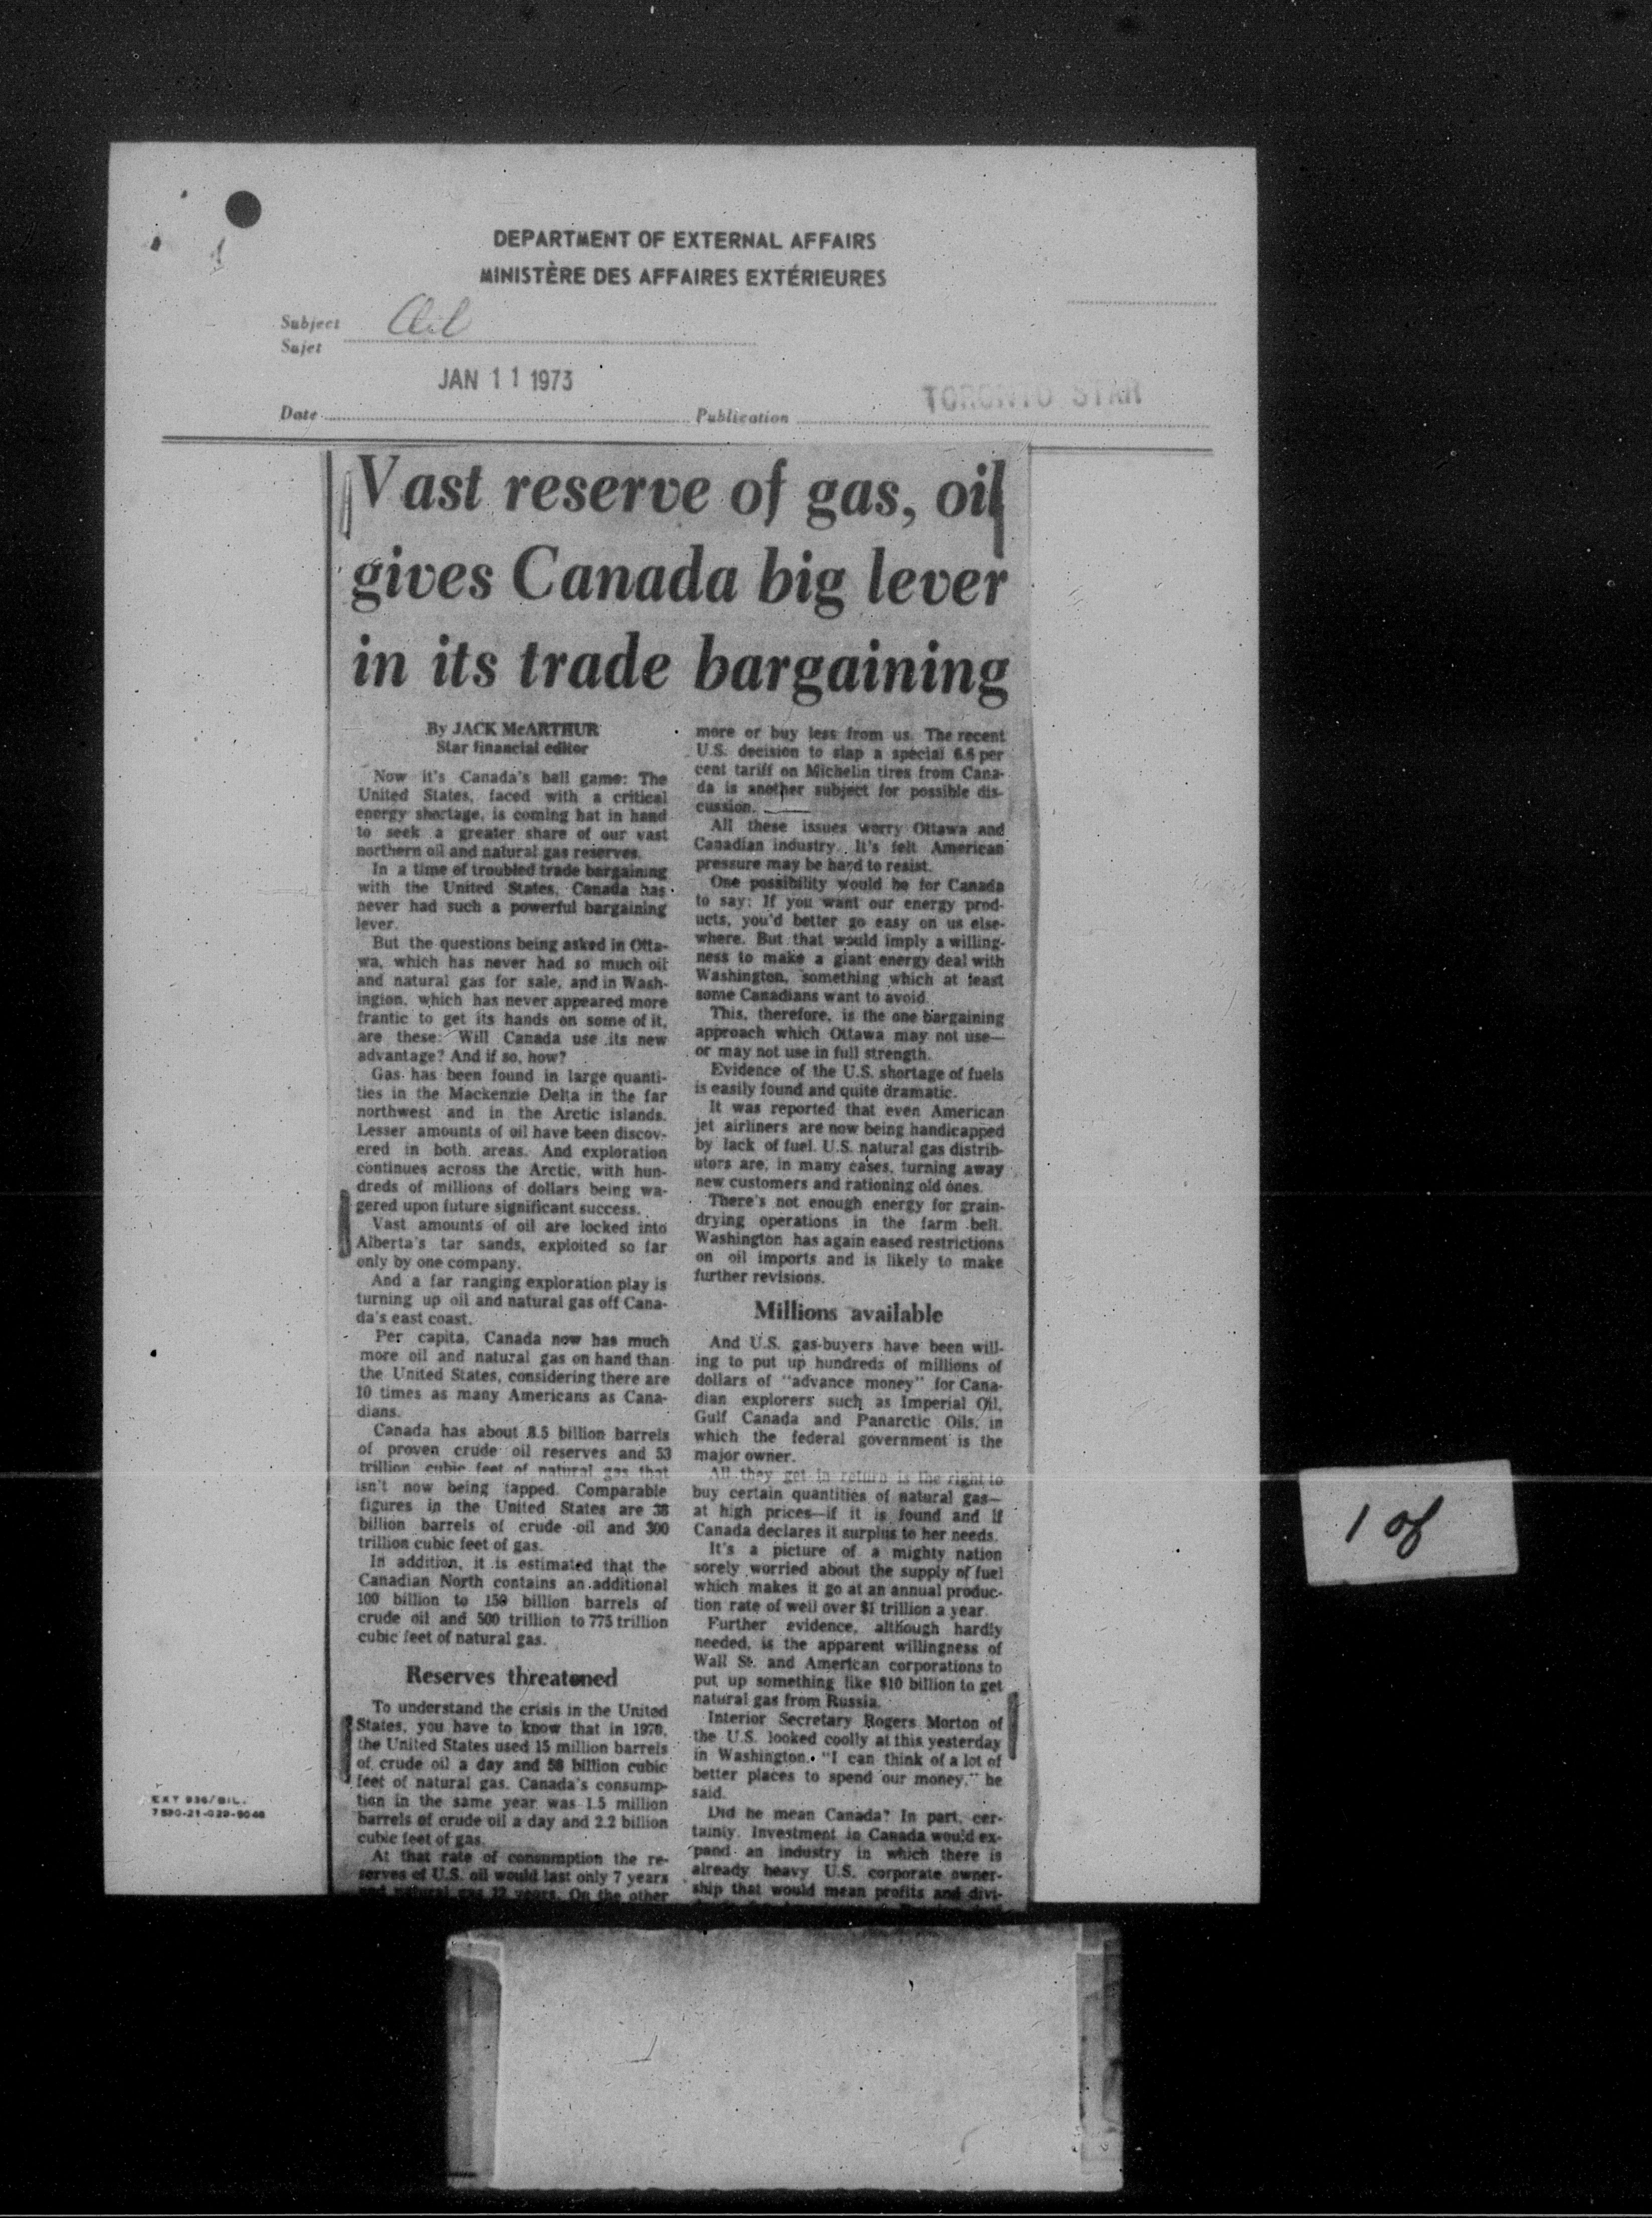 DEPARTMENT OF EXTERNAL AFFAIRS
MINISTÈRE DES AFFAIRES EXTÉRIEURES
Subject Oil
Sujet
JAN 11 1973
TORONTO STAR
Date Publication
Vast reserve of gas, oil
gives Canada big lever
in its trade bargaining
By JACK McARTHUR
Star financial editor
Now it's Canada's ball game: The
United States, faced with a critical
energy shortage, is coming hat in hand
to seek a greater share of our vast
northern oil and natural gas reserves.
In a time of troubled trade bargaining
with the United States, Canada has
never had such a powerful bargaining
lever.
But the questions being asked in Otta-
wa, which has never had so much oil
and natural gas for sale, and in Wash-
ington, which has never appeared more
frantic to get its hands on some of it,
are these: Will Canada use its new
advantage? And if so, how?
Gas has been found in large quanti-
ties in the Mackenzie Delta in the far
northwest and in the Arctic islands.
Lesser amounts of oil have been discov-
ered in both areas. And exploration
continues across the Arctic, with hun-
dreds of millions of dollars being wa-
gered upon future significant success.
Vast amounts of oil are locked into
Alberta's tar sands, exploited so far
only by one company.
And a far ranging exploration play is
turning up oil and natural gas off Cana-
da's east coast.
Per capita, Canada now has much
more oil and natural gas on hand than
the United States, considering there are
10 times as many Americans as Cana-
dians.
Canada has about 8.5 billion barrels
of proven crude oil reserves and 53
trillion cubic feet of natural gas that
isn't now being tapped. Comparable
figures in the United States are 38
billion barrels of crude oil and 300
trillion cubic feet of gas.
In addition, it is estimated that the
Canadian North contains an additional
100 billion to 150 billion barrels of
crude oil and 500 trillion to 775 trillion
cubic feet of natural gas.
Reserves threatened
To understand the crisis in the United
States, you have to know that in 1970,
the United States used 15 million barrels
of crude oil a day and 58 billion cubic
feet of natural gas. Canada's consump-
tion in the same year was 1.5 million
barrels of crude oil a day and 2.2 billion
cubic feet of gas.
At that rate of consumption the re-
serves of U.S. oil would last only 7 years
and natural gas 12 years. On the other
more or buy less from us. The recent
U.S. decision to slap a special 6.6 per
cent tariff on Michelin tires from Cana-
da is another subject for possible dis-
cussion.
All these issues worry Ottawa and
Canadian industry. It's felt American
pressure may be hard to resist.
One possibility would be for Canada
to say: If you want our energy prod-
ucts, you'd better go easy on us else-
where. But that would imply a willing-
ness to make a giant energy deal with
Washington, something which at least
some Canadians want to avoid.
This, therefore, is the one bargaining
approach which Ottawa may not use—
or may not use in full strength.
Evidence of the U.S. shortage of fuels
is easily found and quite dramatic.
It was reported that even American
jet airliners are now being handicapped
by lack of fuel. U.S. natural gas distrib-
utors are, in many cases, turning away
new customers and rationing old ones.
There's not enough energy for grain-
drying operations in the farm belt.
Washington has again eased restrictions
on oil imports and is likely to make
further revisions.
Millions available
And U.S. gas-buyers have been will-
ing to put up hundreds of millions of
dollars of "advance money" for Cana-
dian explorers such as Imperial Oil,
Gulf Canada and Panarctic Oils, in
which the federal government is the
major owner.
All they get in return is the right to
buy certain quantities of natural gas—
at high prices—if it is found and if
Canada declares it surplus to her needs.
It's a picture of a mighty nation
sorely worried about the supply of fuel
which makes it go at an annual produc-
tion rate of well over $1 trillion a year.
Further evidence, although hardly
needed, is the apparent willingness of
Wall St. and American corporations to
put up something like $10 billion to get
natural gas from Russia.
Interior Secretary Rogers Morton of
the U.S. looked coolly at this yesterday
in Washington. "I can think of a lot of
better places to spend our money," he
said.
Did he mean Canada? In part, cer-
tainly. Investment in Canada would ex-
pand an industry in which there is
already heavy U.S. corporate owner-
ship that would mean profits and divi-
EXT 936/BIL.
7530-21-029-5046
1 of